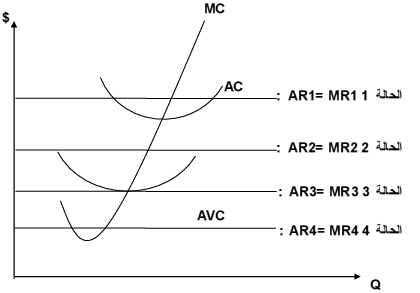 MC
$
AC
الحالة 1 AR1= MR1 :
الحالة 2 AR2= MR2 :
الحالة 3 AR3= MR3 :
AVC
الحالة 4 AR4= MR4 :
Q